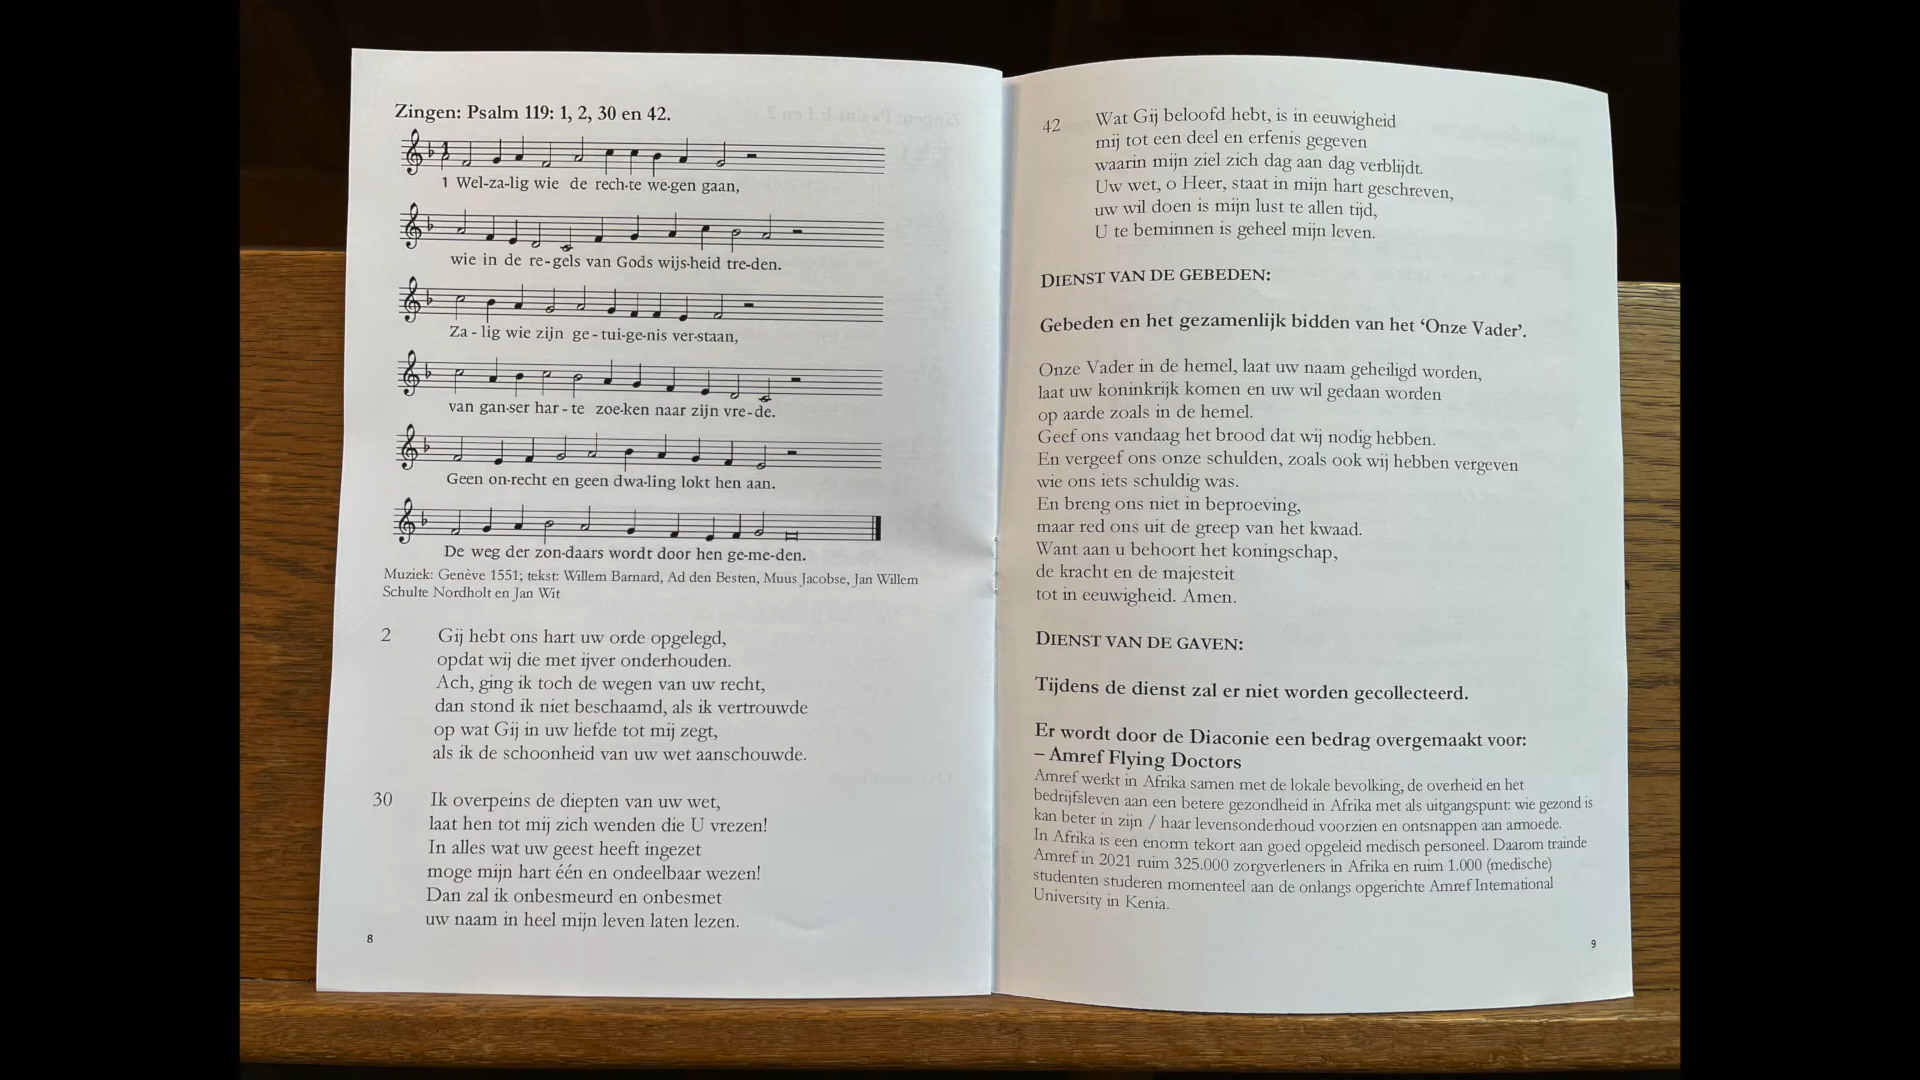 Zingen: Psalm 119: 1, 2, 30 en 42.
1 Wel-za-lig wie de rech-te we-gen gaan,
wie in de re-gels van Gods wijs-heid tre-den.
Za-lig wie zijn ge-tui-ge-nis ver-staan,
van gan-ser har-te zoe-ken naar zijn vre-de.
Geen on-recht en geen dwa-ling lokt hen aan.
De weg der zon-daars wordt door hen ge-me-den.
Muziek: Genève 1551; tekst: Willem Barnard, Ad den Besten, Muus Jacobse, Jan Willem
Schulte Nordholt en Jan Wit
2 Gij hebt ons hart uw orde opgelegd,
opdat wij die met ijver onderhouden.
Ach, ging ik toch de wegen van uw recht,
dan stond ik niet beschaamd, als ik vertrouwde
op wat Gij in uw liefde tot mij zegt,
als ik de schoonheid van uw wet aanschouwde.
30 Ik overpeins de diepten van uw wet,
laat hen tot mij zich wenden die U vrezen!
In alles wat uw geest heeft ingezet
moge mijn hart één en ondeelbaar wezen!
Dan zal ik onbesmeurd en onbesmet
uw naam in heel mijn leven laten lezen.
8
42 Wat Gij beloofd hebt, is in eeuwigheid
mij tot een deel en erfenis gegeven
waarin mijn ziel zich dag aan dag verblijdt.
Uw wet, o Heer, staat in mijn hart geschreven,
uw wil doen is mijn lust te allen tijd,
U te beminnen is geheel mijn leven.
DIENST VAN DE GEBEDEN:
Gebeden en het gezamenlijk bidden van het ‘Onze Vader’.
Onze Vader in de hemel, laat uw naam geheiligd worden,
laat uw koninkrijk komen en uw wil gedaan worden
op aarde zoals in de hemel.
Geef ons vandaag het brood dat wij nodig hebben.
En vergeef ons onze schulden, zoals ook wij hebben vergeven
wie ons iets schuldig was.
En breng ons niet in beproeving,
maar red ons uit de greep van het kwaad.
Want aan u behoort het koningschap,
de kracht en de majesteit
tot in eeuwigheid. Amen.
DIENST VAN DE GAVEN:
Tijdens de dienst zal er niet worden gecollecteerd.
Er wordt door de Diaconie een bedrag overgemaakt voor:
– Amref Flying Doctors
Amref werkt in Afrika samen met de lokale bevolking, de overheid en het
bedrijfsleven aan een betere gezondheid in Afrika met als uitgangspunt: wie gezond is
kan beter in zijn / haar levensonderhoud voorzien en ontsnappen aan armoede.
In Afrika is een enorm tekort aan goed opgeleid medisch personeel. Daarom trainde
Amref in 2021 ruim 325.000 zorgverleners in Afrika en ruim 1.000 (medische)
studenten studeren momenteel aan de onlangs opgerichte Amref International
University in Kenia.
9